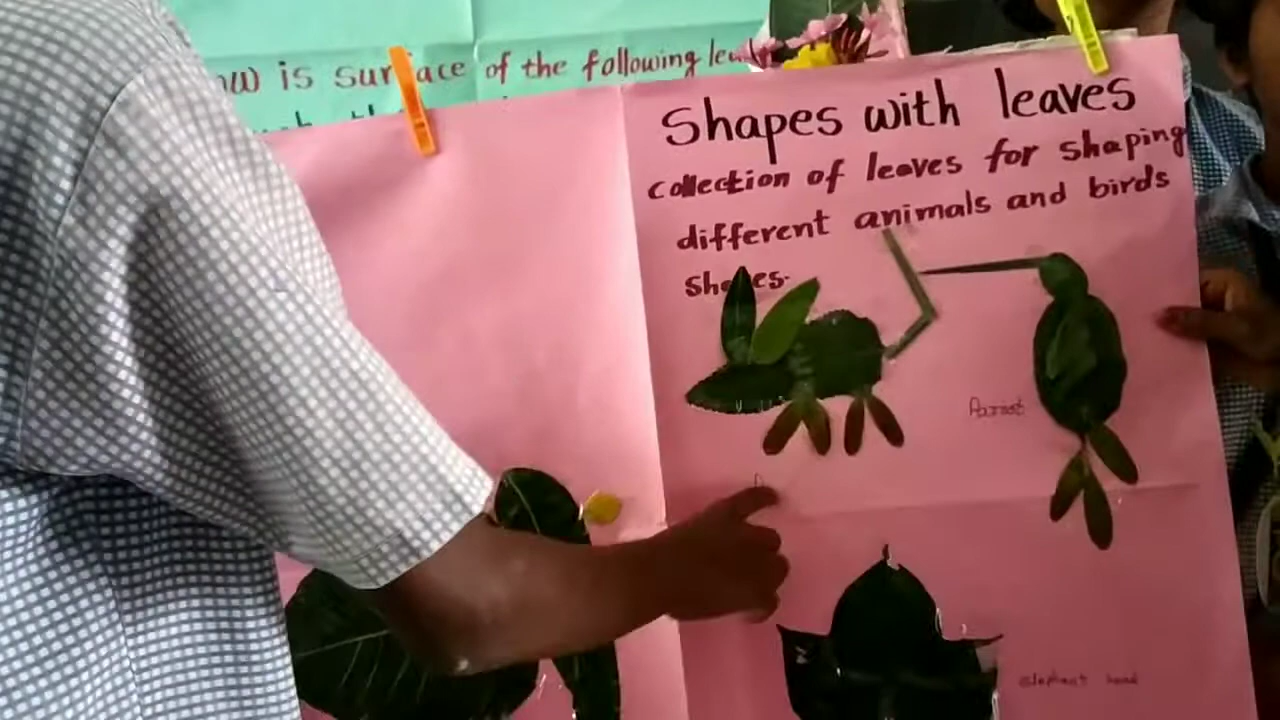 is surface of the following
Shapes with leaves
collection of leaves for shaping
different animals and birds
shapes.
Parrot
elephant head